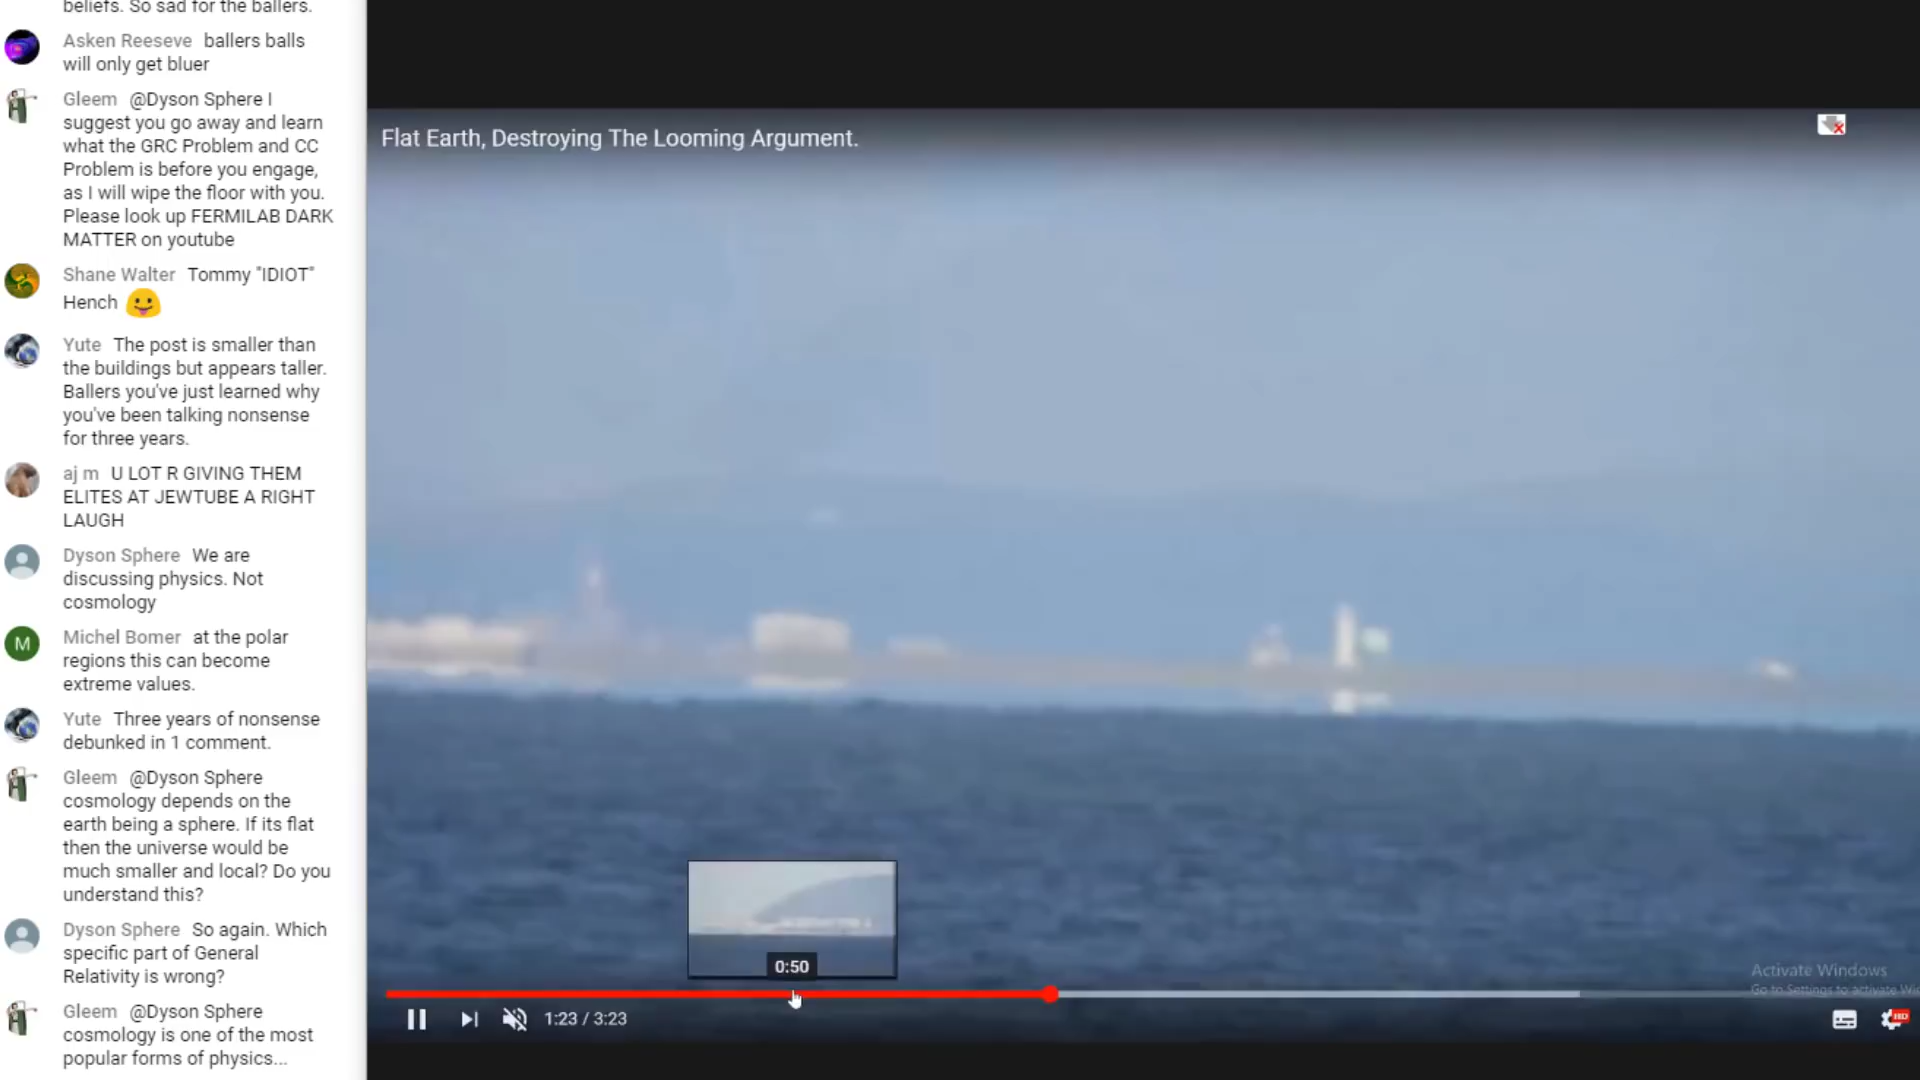 beliefs. So sad for the ballers.
Asken Reeseve ballers balls
will only get bluer
Gleem @Dyson Sphere I
suggest you go away and learn
what the GRC Problem and CC
Problem is before you engage,
as I will wipe the floor with you.
Please look up FERMILAB DARK
MATTER on youtube
Shane Walter Tommy "IDIOT"
Hench
Yute The post is smaller than
the buildings but appears taller.
Ballers you've just learned why
you've been talking nonsense
for three years.
aj m U LOT R GIVING THEM
ELITES AT JEWTUBE A RIGHT
LAUGH
Dyson Sphere We are
discussing physics. Not
cosmology
M
Michel Bomer at the polar
regions this can become
extreme values.
Yute Three years of nonsense
debunked in 1 comment.
Gleem @Dyson Sphere
cosmology depends on the
earth being a sphere. If its flat
then the universe would be
much smaller and local? Do you
understand this?
Dyson Sphere So again. Which
specific part of General
Relativity is wrong?
Gleem @Dyson Sphere
cosmology is one of the most
popular forms of physics...
Flat Earth, Destroying The Looming Argument.
0:50
1:23 / 3:23
Activate Windows
Go to Settings to activate Wi
HD